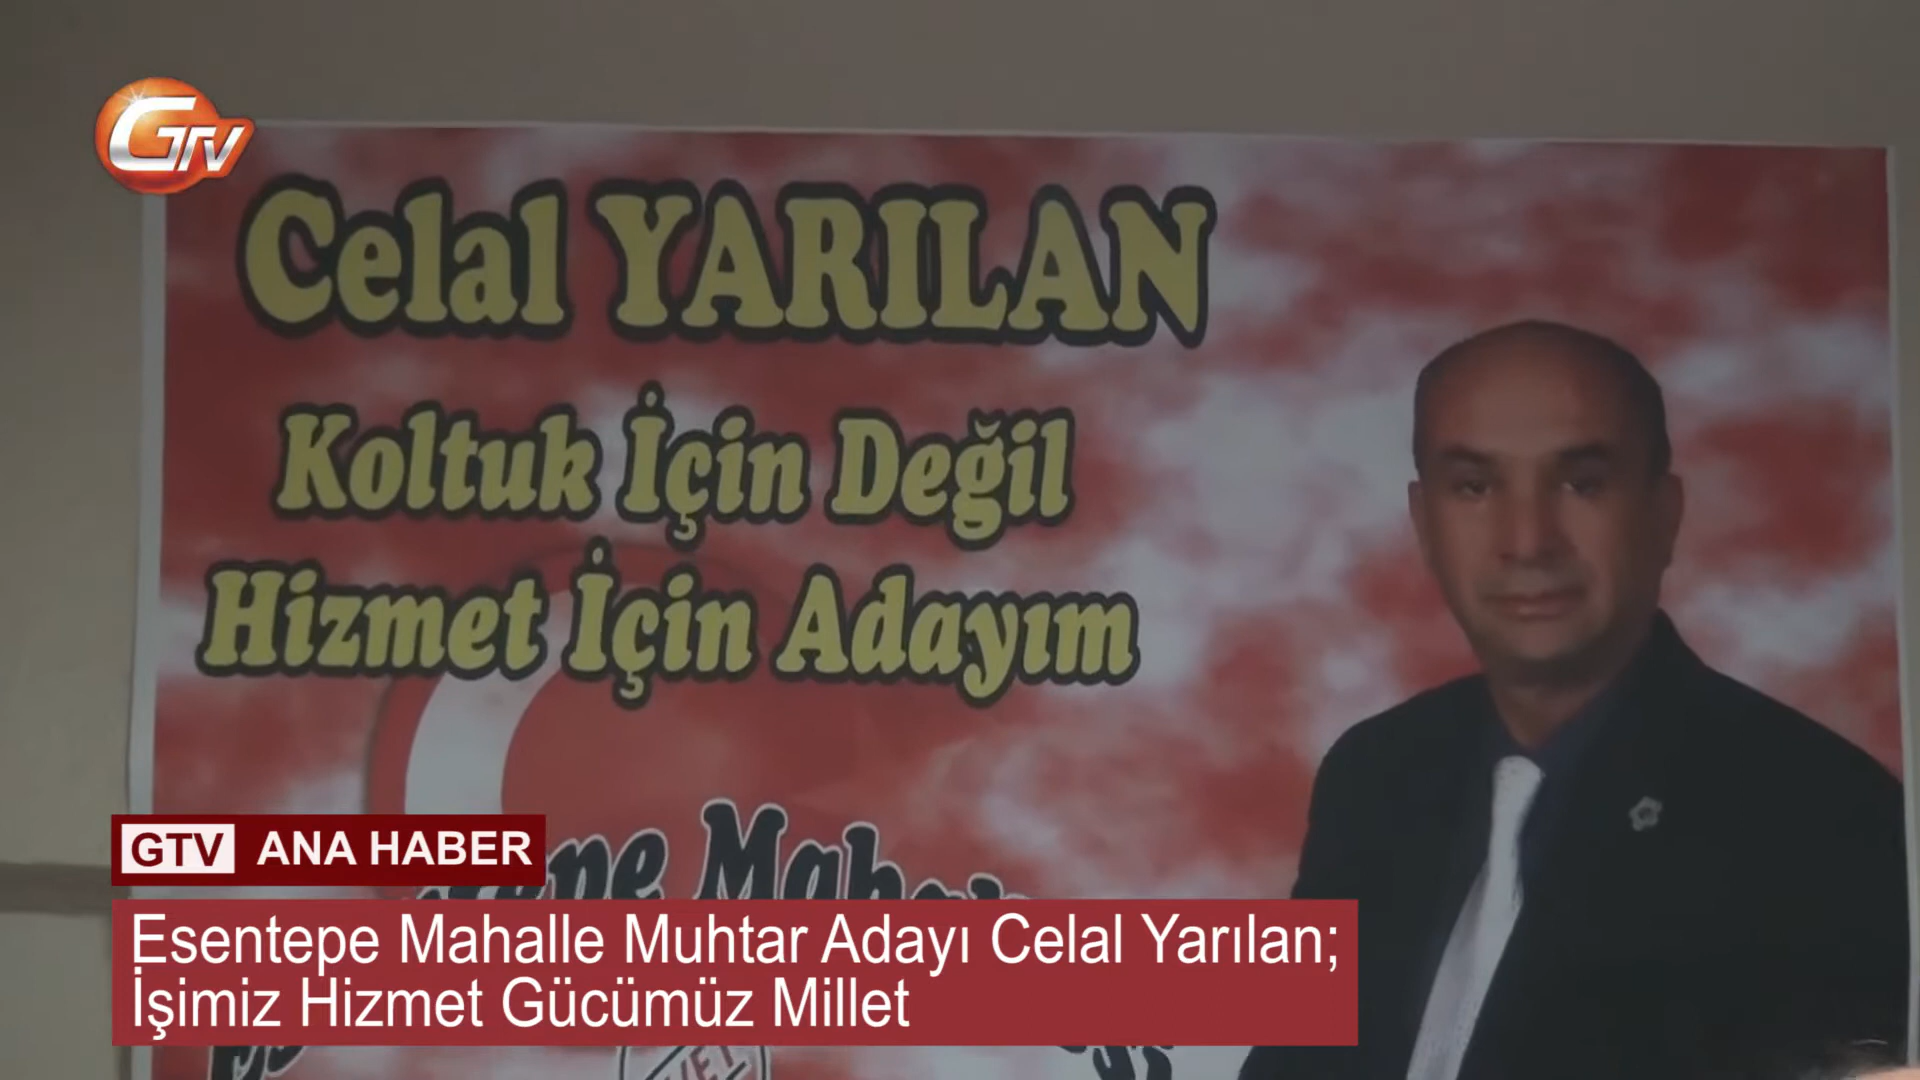 GTV
Celal YARILAN
Koltuk İçin Değil
Hizmet İçin Adayım
GTV ANA HABER
Esentepe Mahalle Muhtar Adayı Celal Yarılan;
İşimiz Hizmet Gücümüz Millet